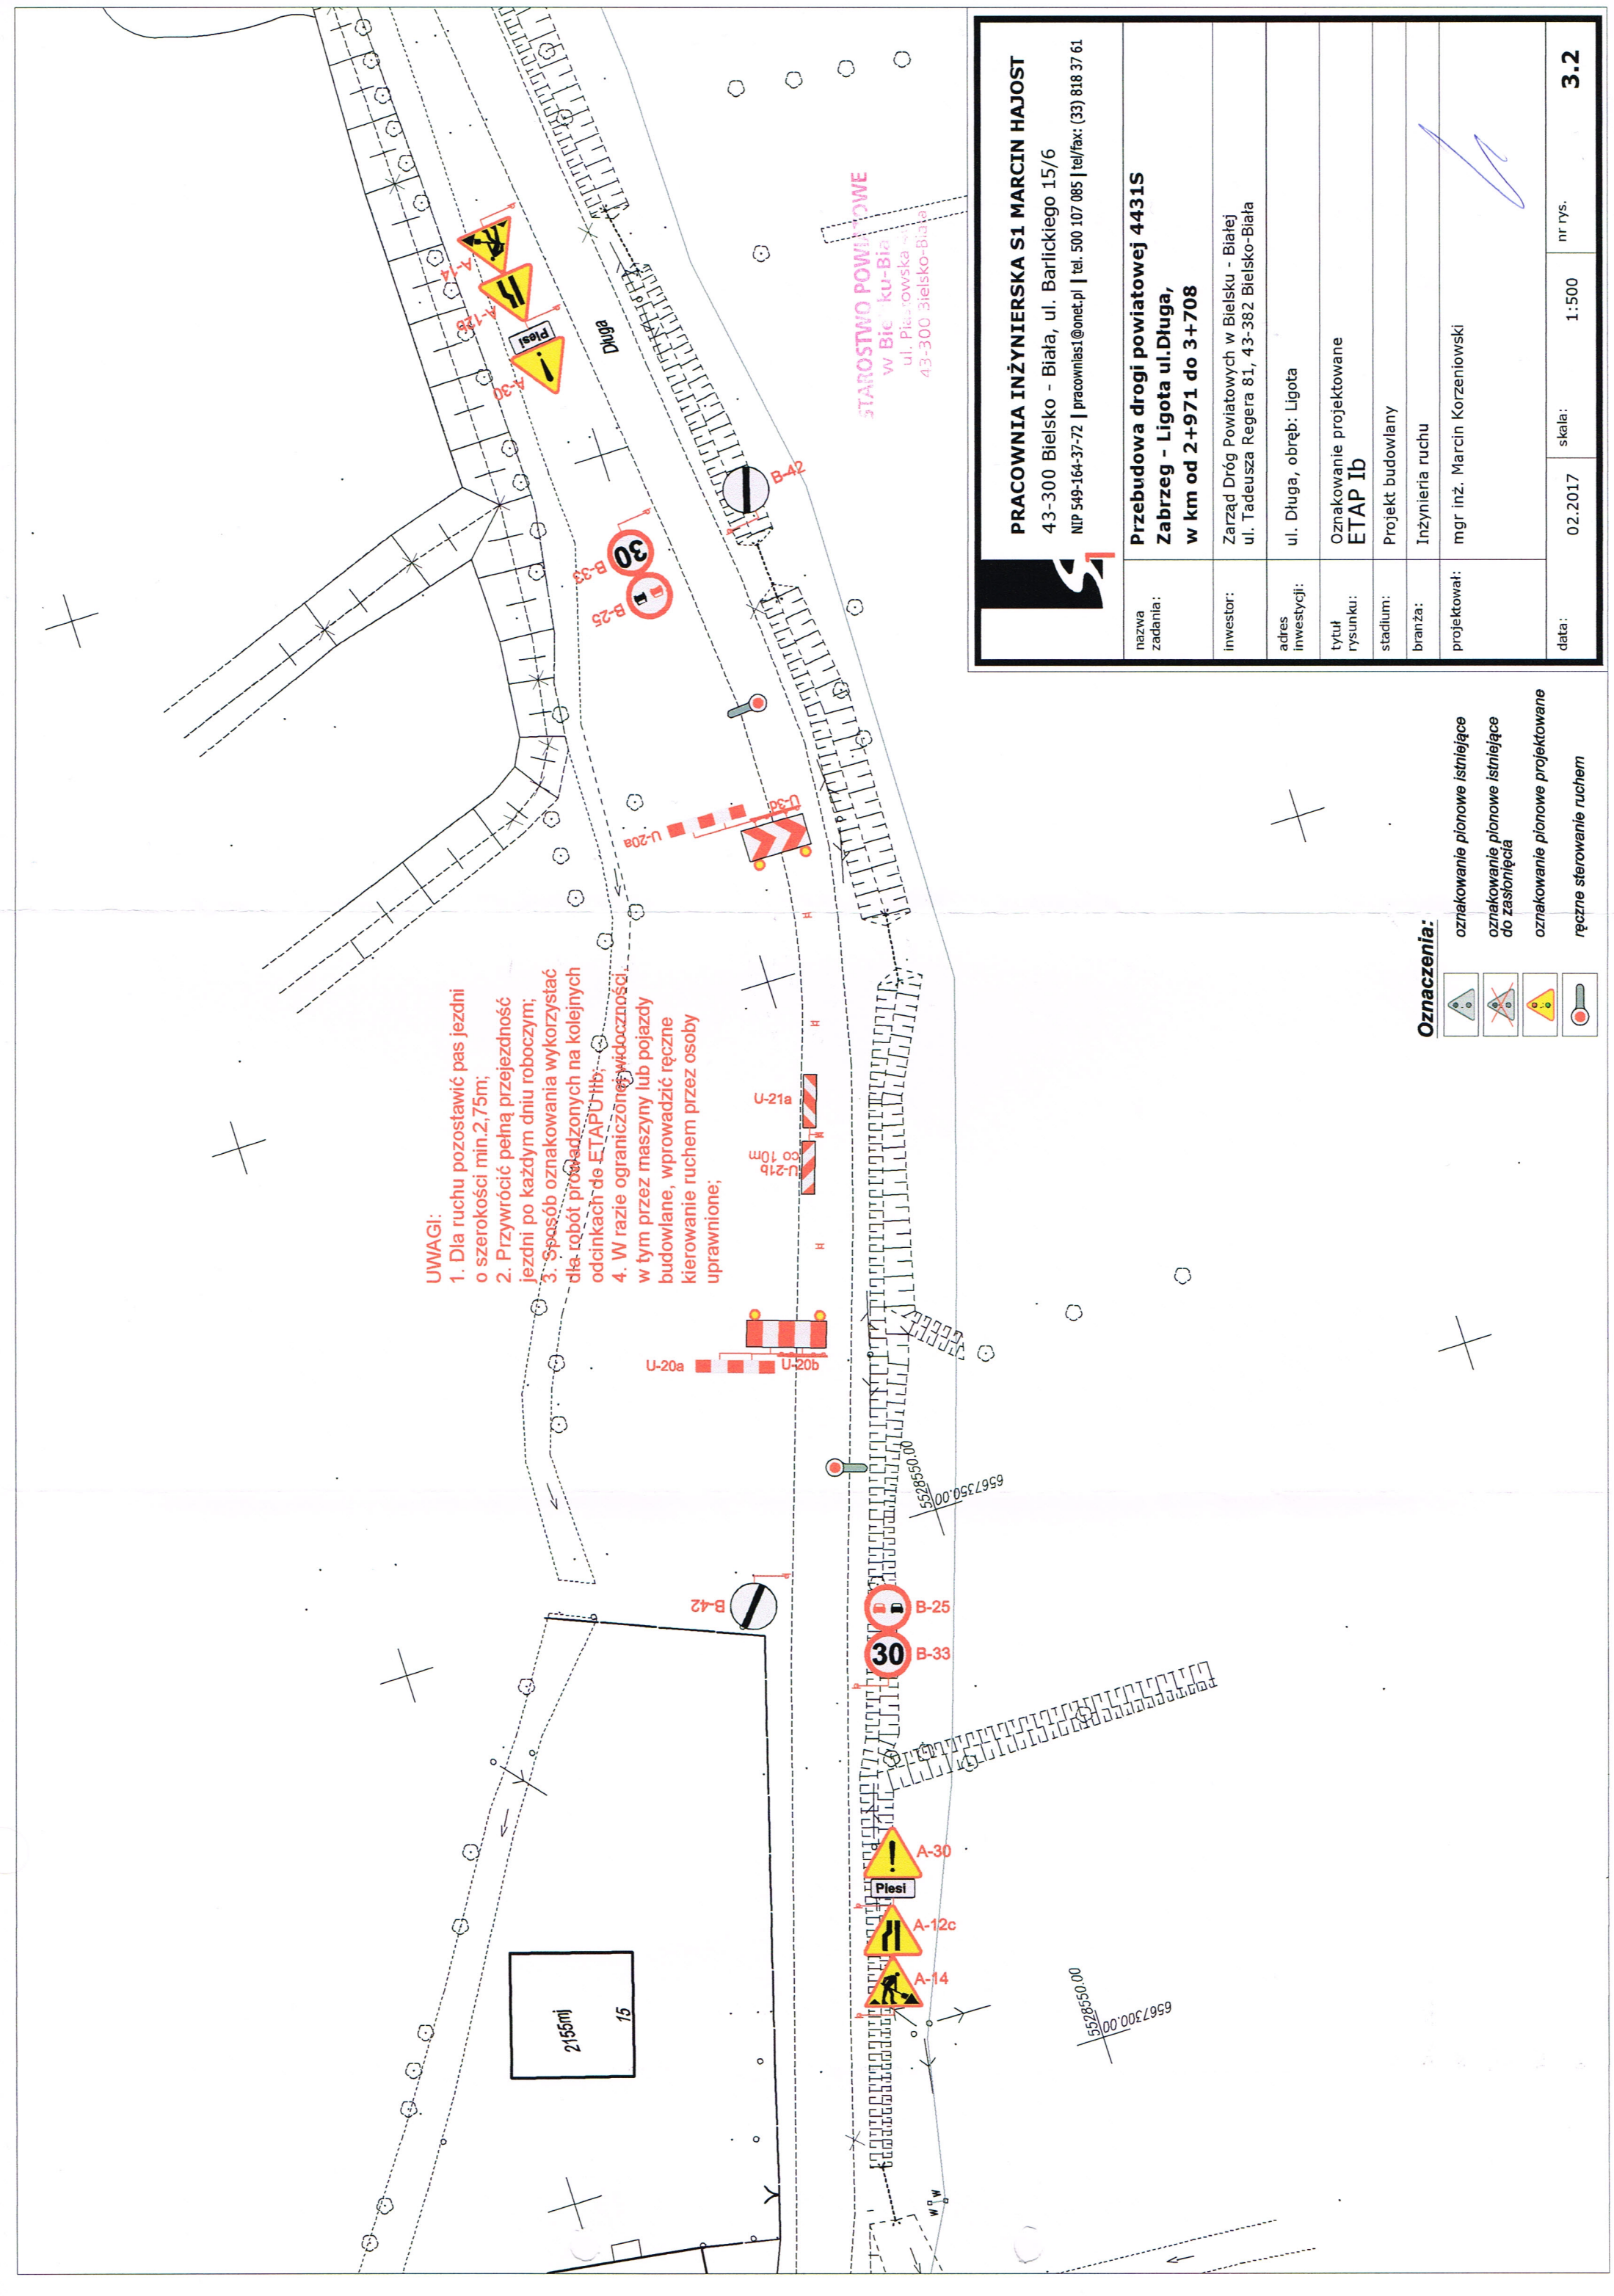 A-14
A-12b
Piesi
A-30
Długa
30
B-33
B-25
B-42
U-20a
U-3d
UWAGI:
1. Dla ruchu pozostawić pas jezdni
o szerokości min.2,75m;
2. Przywrócić pełną przejezdność
jezdni po każdym dniu roboczym;
3. Sposób oznakowania wykorzystać
dla robót prowadzonych na kolejnych
odcinkach do ETAPU IIb;
4. W razie ograniczonej widoczności,
w tym przez maszyny lub pojazdy
budowlane, wprowadzić ręczne
kierowanie ruchem przez osoby
uprawnione;
U-21a
U-21b
co 10m
U-20a
U-20b
5528550.00
6567350.00
B-42
B-25
30
B-33
A-30
Piesi
A-12c
A-14
2155mj
15
5528550.00
6567300.00
w
w
STAROSTWO POWIATOWE
43-300 Bielsko-Biała
PRACOWNIA INŻYNIERSKA S1 MARCIN HAJOST
43-300 Bielsko - Biała, ul. Barlickiego 15/6
NIP 549-164-37-72 | pracownias1@onet.pl | tel. 500 107 085 | tel/fax: (33) 818 37 61
S1
nazwa
zadania:
Przebudowa drogi powiatowej 4431S
Zabrzeg - Ligota ul.Długa,
w km od 2+971 do 3+708
inwestor:
Zarząd Dróg Powiatowych w Bielsku - Białej
ul. Tadeusza Regera 81, 43-382 Bielsko-Biała
adres
inwestycji:
ul. Długa, obręb: Ligota
tytuł
rysunku:
Oznakowanie projektowane
ETAP Ib
stadium:
Projekt budowlany
branża:
Inżynieria ruchu
projektował:
mgr inż. Marcin Korzeniowski
data:
02.2017
skala:
1:500
nr rys.
3.2
Oznaczenia:
oznakowanie pionowe istniejące
oznakowanie pionowe istniejące
do zasłonięcia
oznakowanie pionowe projektowane
ręczne sterowanie ruchem